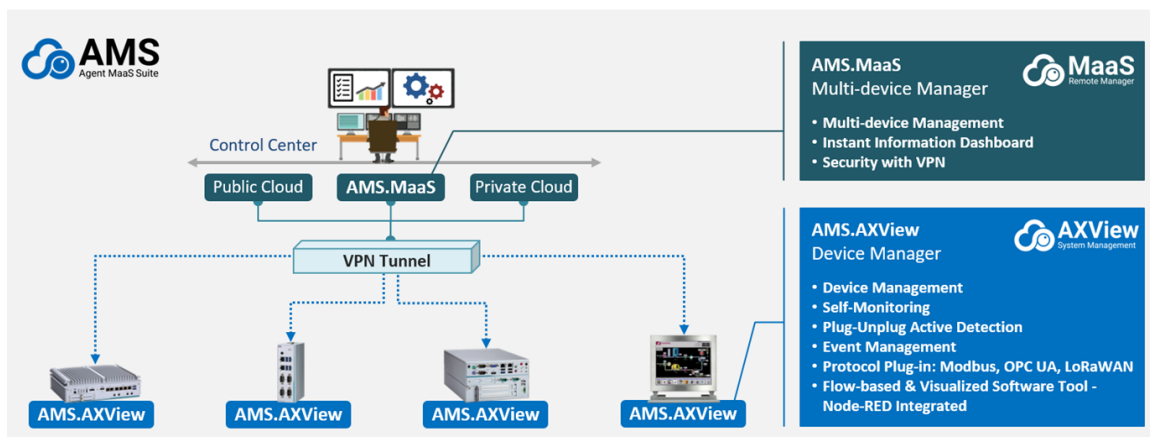 AMS
Agent MaaS Suite
Control Center
Public Cloud
AMS.MaaS
Private Cloud
VPN Tunnel
AMS.AXView
AMS.AXView
AMS.AXView
AMS.AXView
AMS.MaaS
Multi-device Manager
MaaS
Remote Manager
• Multi-device Management
• Instant Information Dashboard
• Security with VPN
AMS.AXView
Device Manager
AXView
System Management
• Device Management
• Self-Monitoring
• Plug-Unplug Active Detection
• Event Management
• Protocol Plug-in: Modbus, OPC UA, LoRaWAN
• Flow-based & Visualized Software Tool -
Node-RED Integrated